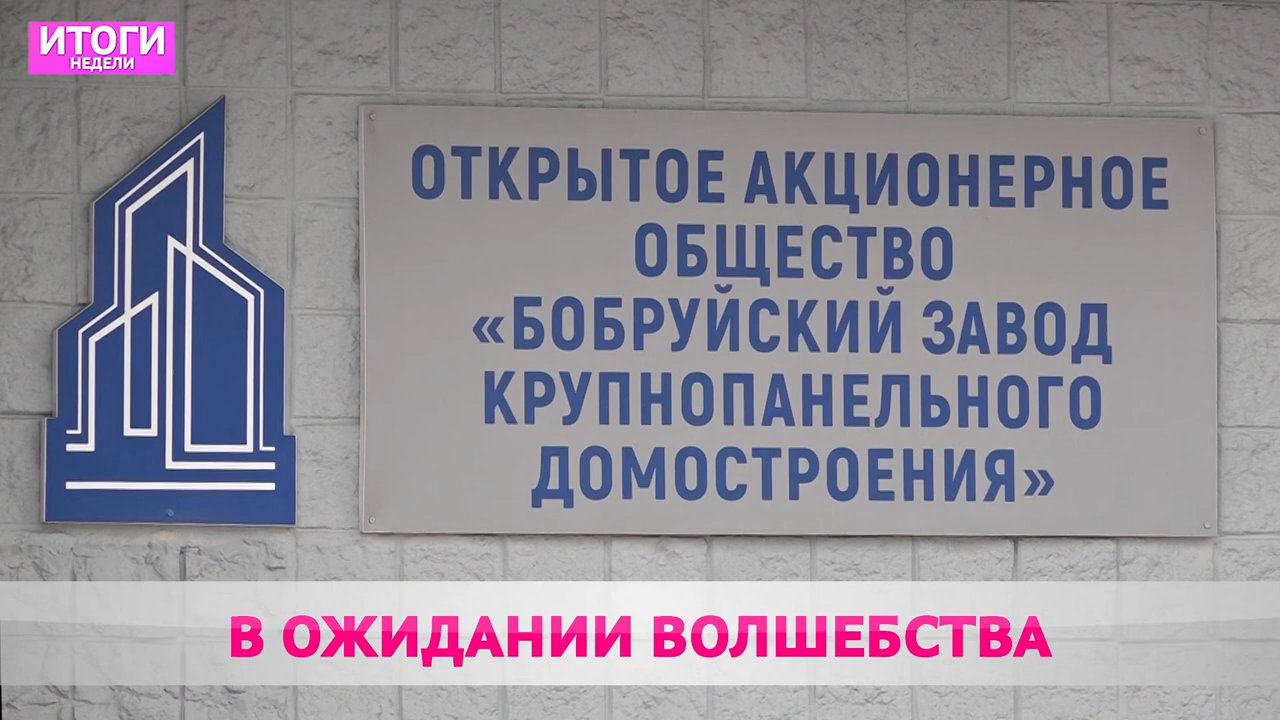 ИТОГИ
НЕДЕЛИ
ОТКРЫТОЕ АКЦИОНЕРНОЕ
ОБЩЕСТВО
«БОБРУЙСКИЙ ЗАВОД
КРУПНОПАНЕЛЬНОГО
ДОМОСТРОЕНИЯ»
В ОЖИДАНИИ ВОЛШЕБСТВА